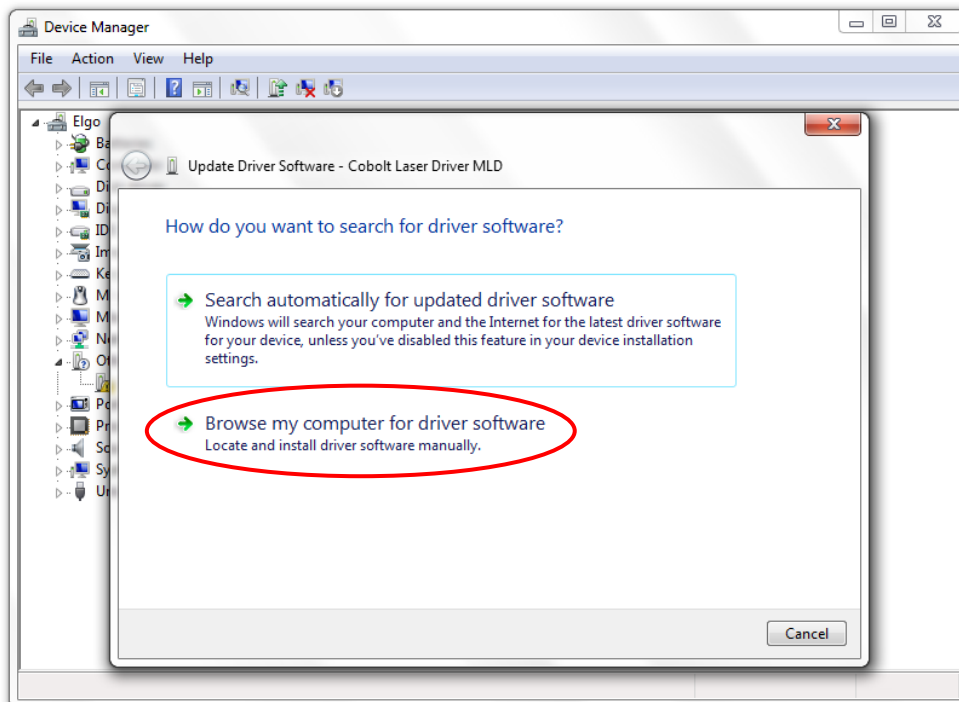 Device Manager
File Action View Help
Elgo
Update Driver Software - Cobolt Laser Driver MLD
How do you want to search for driver software?
Search automatically for updated driver software
Windows will search your computer and the Internet for the latest driver software
for your device, unless you've disabled this feature in your device installation
settings.
Browse my computer for driver software
Locate and install driver software manually.
Cancel